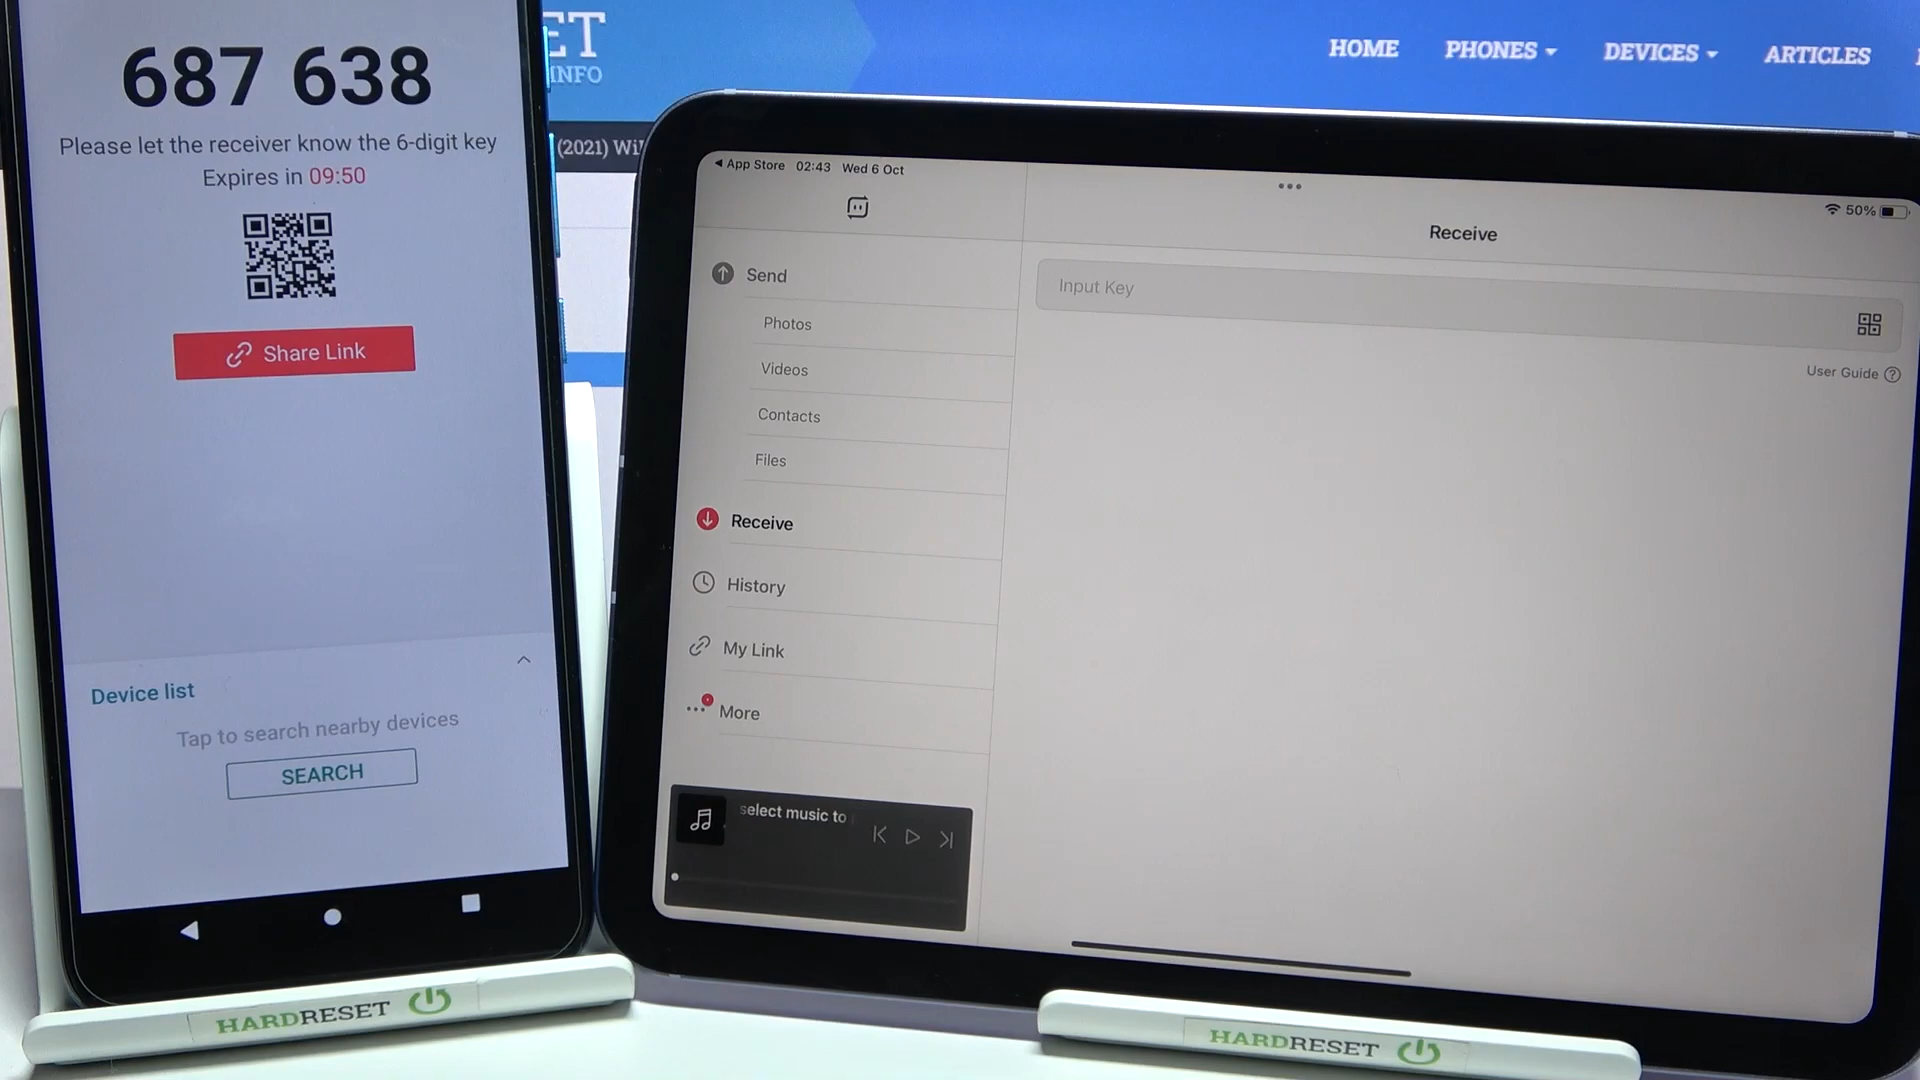 687 638
Please let the receiver know the 6-digit key
Expires in 09:50
Share Link
Device list
Tap to search nearby devices
SEARCH
HARDRESET
ET
INFO
HOME
PHONES
DEVICES
ARTICLES
(2021)
App Store 02:43 Wed 6 Oct
50%
Receive
Send
Photos
Videos
Contacts
Files
Receive
History
My Link
More
select music to
Input Key
User Guide
HARDRESET